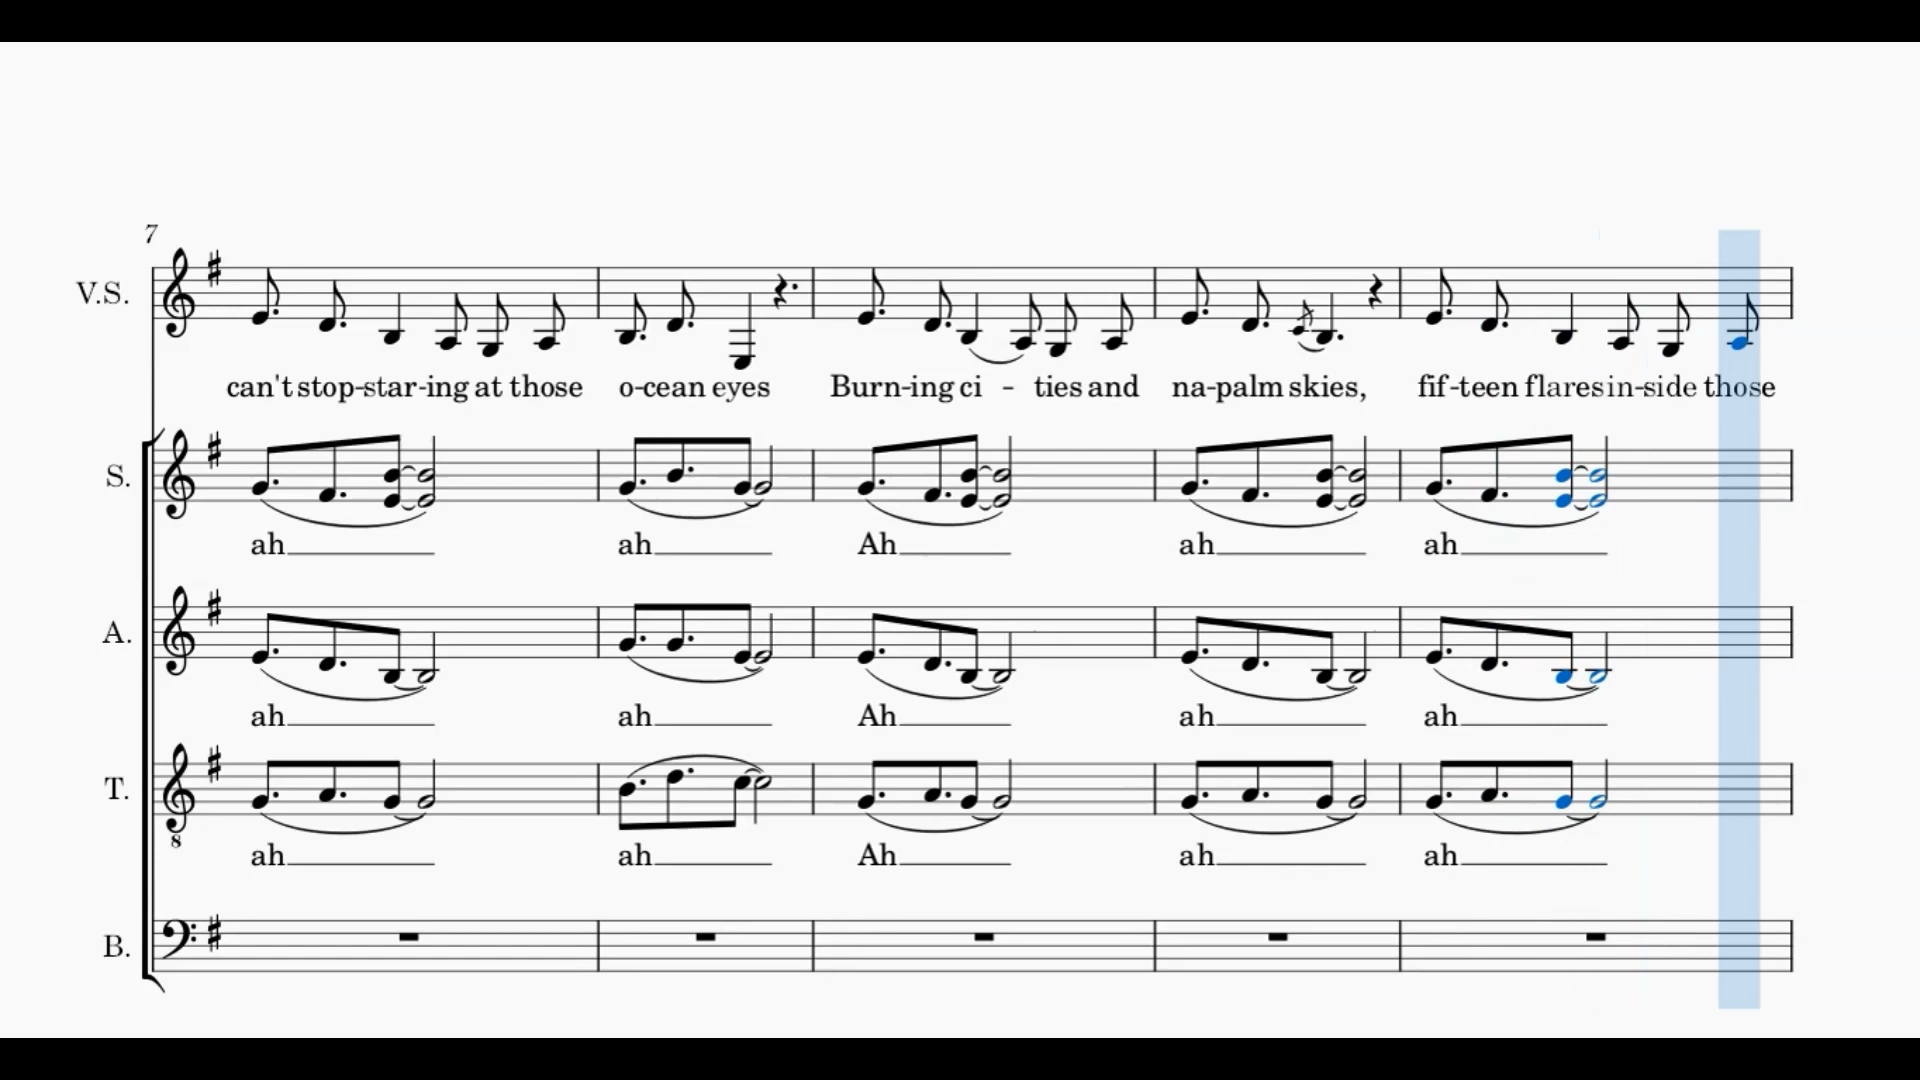 7
V.S.
can't stop-star-ing at those o-cean eyes Burn-ing ci - ties and na-palm skies, fif-teen flares in-side those
S.
ah ah Ah ah ah
A.
ah ah Ah ah ah
T.
8
ah ah Ah ah ah
B.